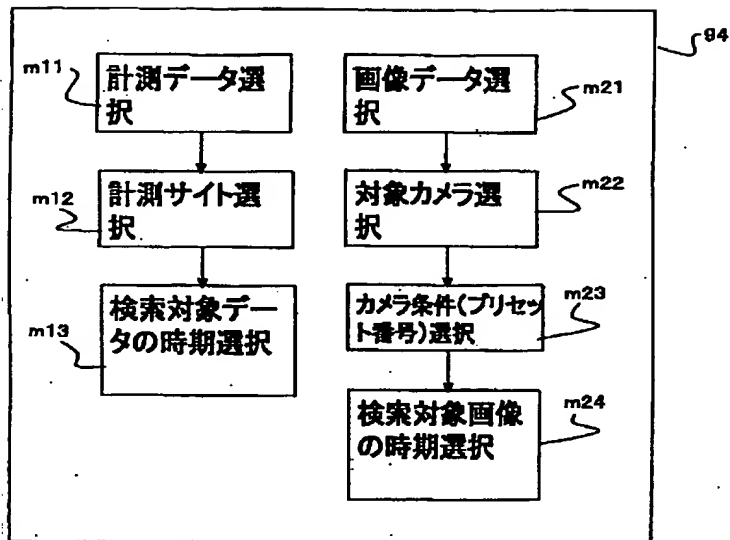 94
m11
計測データ選
択
m12
計測サイト選
択
m13
検索対象デー
タの時期選択
画像データ選
択
m21
対象カメラ選
択
m22
カメラ条件(プリセッ
ト番号)選択
m23
検索対象画像
の時期選択
m24